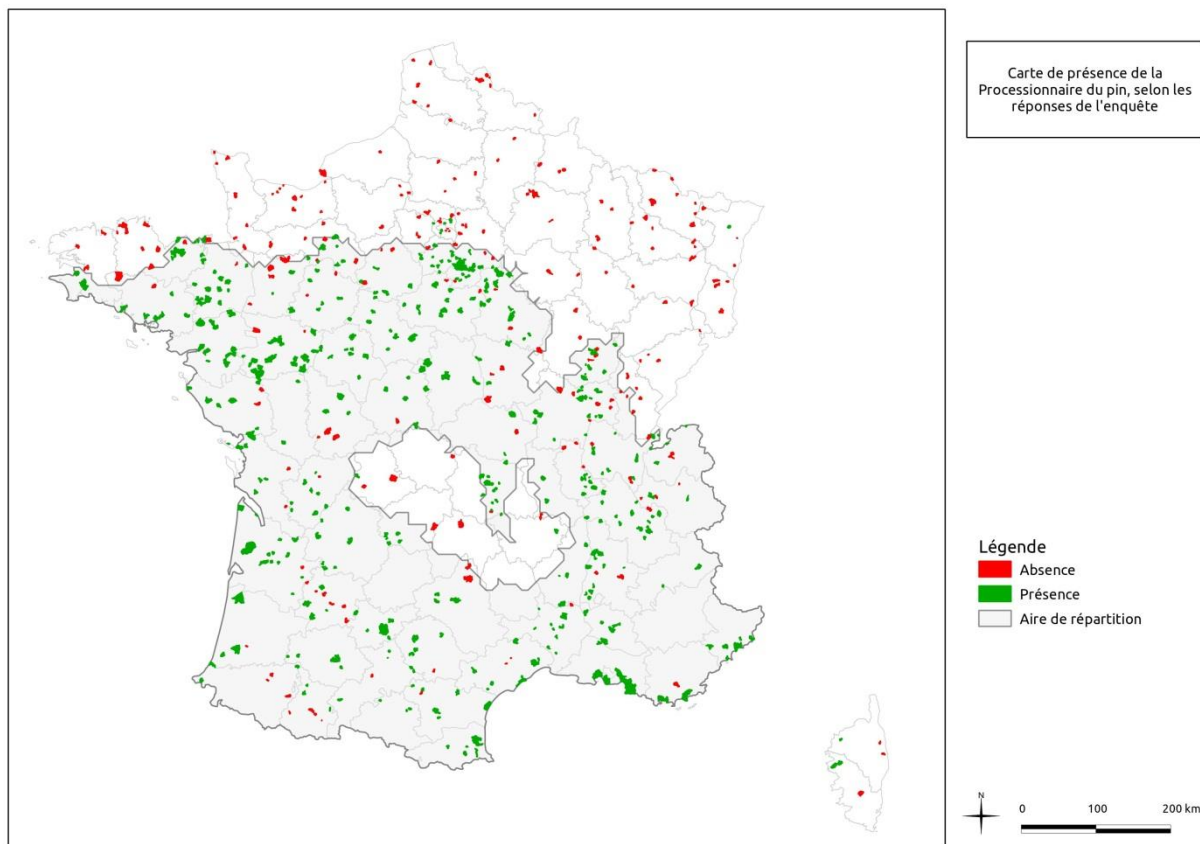 Carte de présence de la
Processionnaire du pin, selon les
réponses de l'enquête
Légende
Absence
Présence
Aire de répartition
N
0 100 200 km